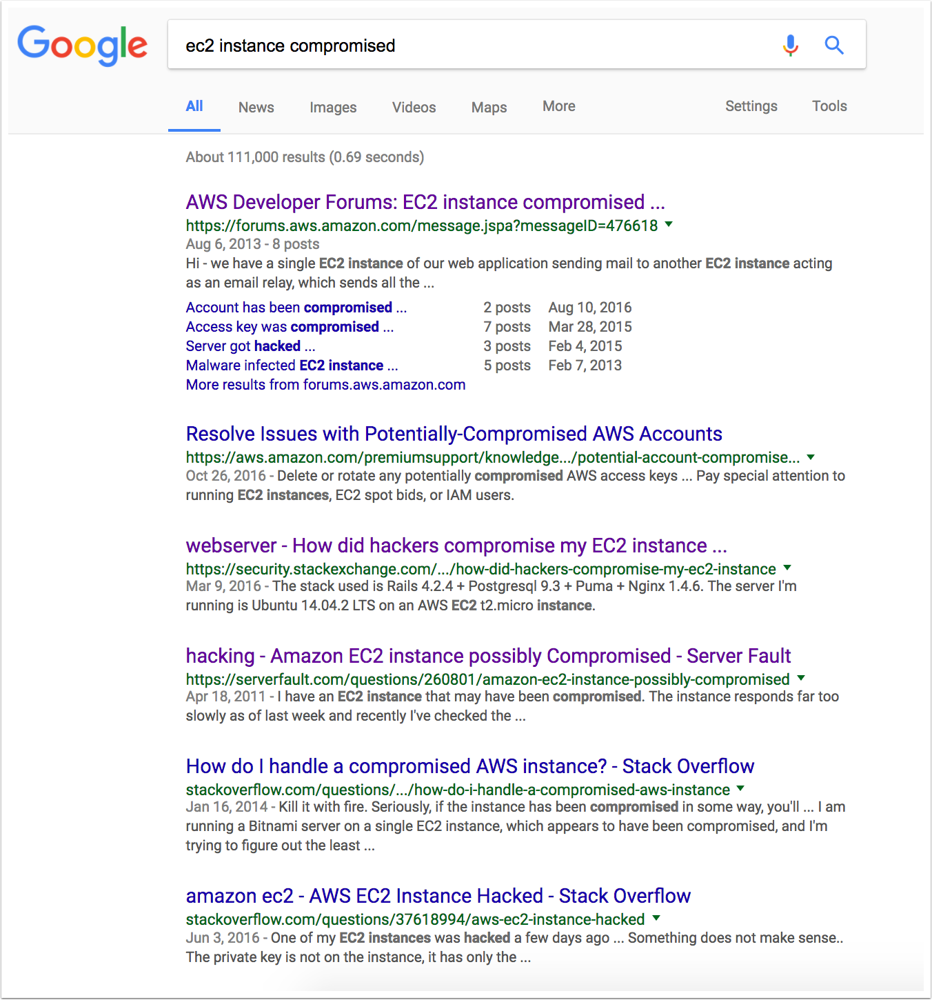 Google
ec2 instance compromised
All News Images Videos Maps More Settings Tools
About 111,000 results (0.69 seconds)
AWS Developer Forums: EC2 instance compromised ...
https://forums.aws.amazon.com/message.jspa?messageID=476618
Aug 6, 2013 - 8 posts
Hi - we have a single EC2 instance of our web application sending mail to another EC2 instance acting
as an email relay, which sends all the ...
Account has been compromised ... 2 posts Aug 10, 2016
Access key was compromised ... 7 posts Mar 28, 2015
Server got hacked ... 3 posts Feb 4, 2015
Malware infected EC2 instance ... 5 posts Feb 7, 2013
More results from forums.aws.amazon.com
Resolve Issues with Potentially-Compromised AWS Accounts
https://aws.amazon.com/premiumsupport/knowledge.../potential-account-compromise...
Oct 26, 2016 - Delete or rotate any potentially compromised AWS access keys ... Pay special attention to
running EC2 instances, EC2 spot bids, or IAM users.
webserver - How did hackers compromise my EC2 instance ...
https://security.stackexchange.com/.../how-did-hackers-compromise-my-ec2-instance
Mar 9, 2016 - The stack used is Rails 4.2.4 + Postgresql 9.3 + Puma + Nginx 1.4.6. The server I'm
running is Ubuntu 14.04.2 LTS on an AWS EC2 t2.micro instance.
hacking - Amazon EC2 instance possibly Compromised - Server Fault
https://serverfault.com/questions/260801/amazon-ec2-instance-possibly-compromised
Apr 18, 2011 - I have an EC2 instance that may have been compromised. The instance responds far too
slowly as of last week and recently I've checked the ...
How do I handle a compromised AWS instance? - Stack Overflow
stackoverflow.com/questions/.../how-do-i-handle-a-compromised-aws-instance
Jan 16, 2014 - Kill it with fire. Seriously, if the instance has been compromised in some way, you'll ... I am
running a Bitnami server on a single EC2 instance, which appears to have been compromised, and I'm
trying to figure out the least ...
amazon ec2 - AWS EC2 Instance Hacked - Stack Overflow
stackoverflow.com/questions/37618994/aws-ec2-instance-hacked
Jun 3, 2016 - One of my EC2 instances was hacked a few days ago ... Something does not make sense..
The private key is not on the instance, it has only the ...